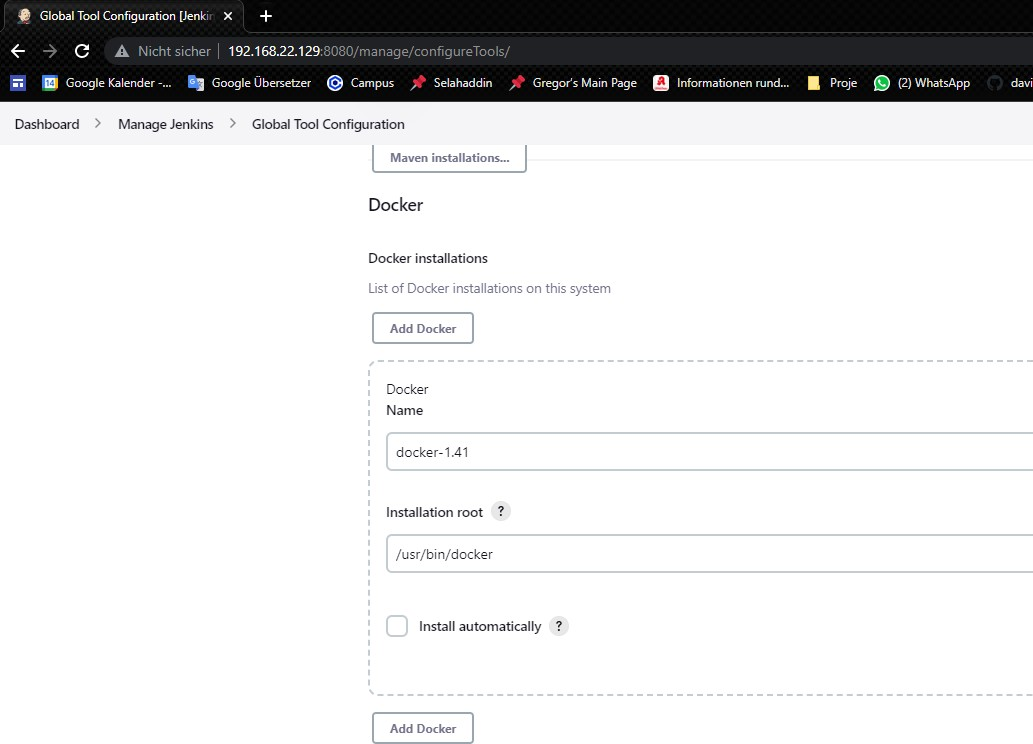 Global Tool Configuration [Jenkin
Nicht sicher 192.168.22.129:8080/manage/configureTools/
14 Google Kalender -... Google Übersetzer Campus Selahaddin Gregor's Main Page Informationen rund... Proje (2) WhatsApp davi
Dashboard > Manage Jenkins > Global Tool Configuration
Maven installations...
Docker
Docker installations
List of Docker installations on this system
Add Docker
Docker
Name
docker-1.41
Installation root ?
/usr/bin/docker
Install automatically ?
Add Docker